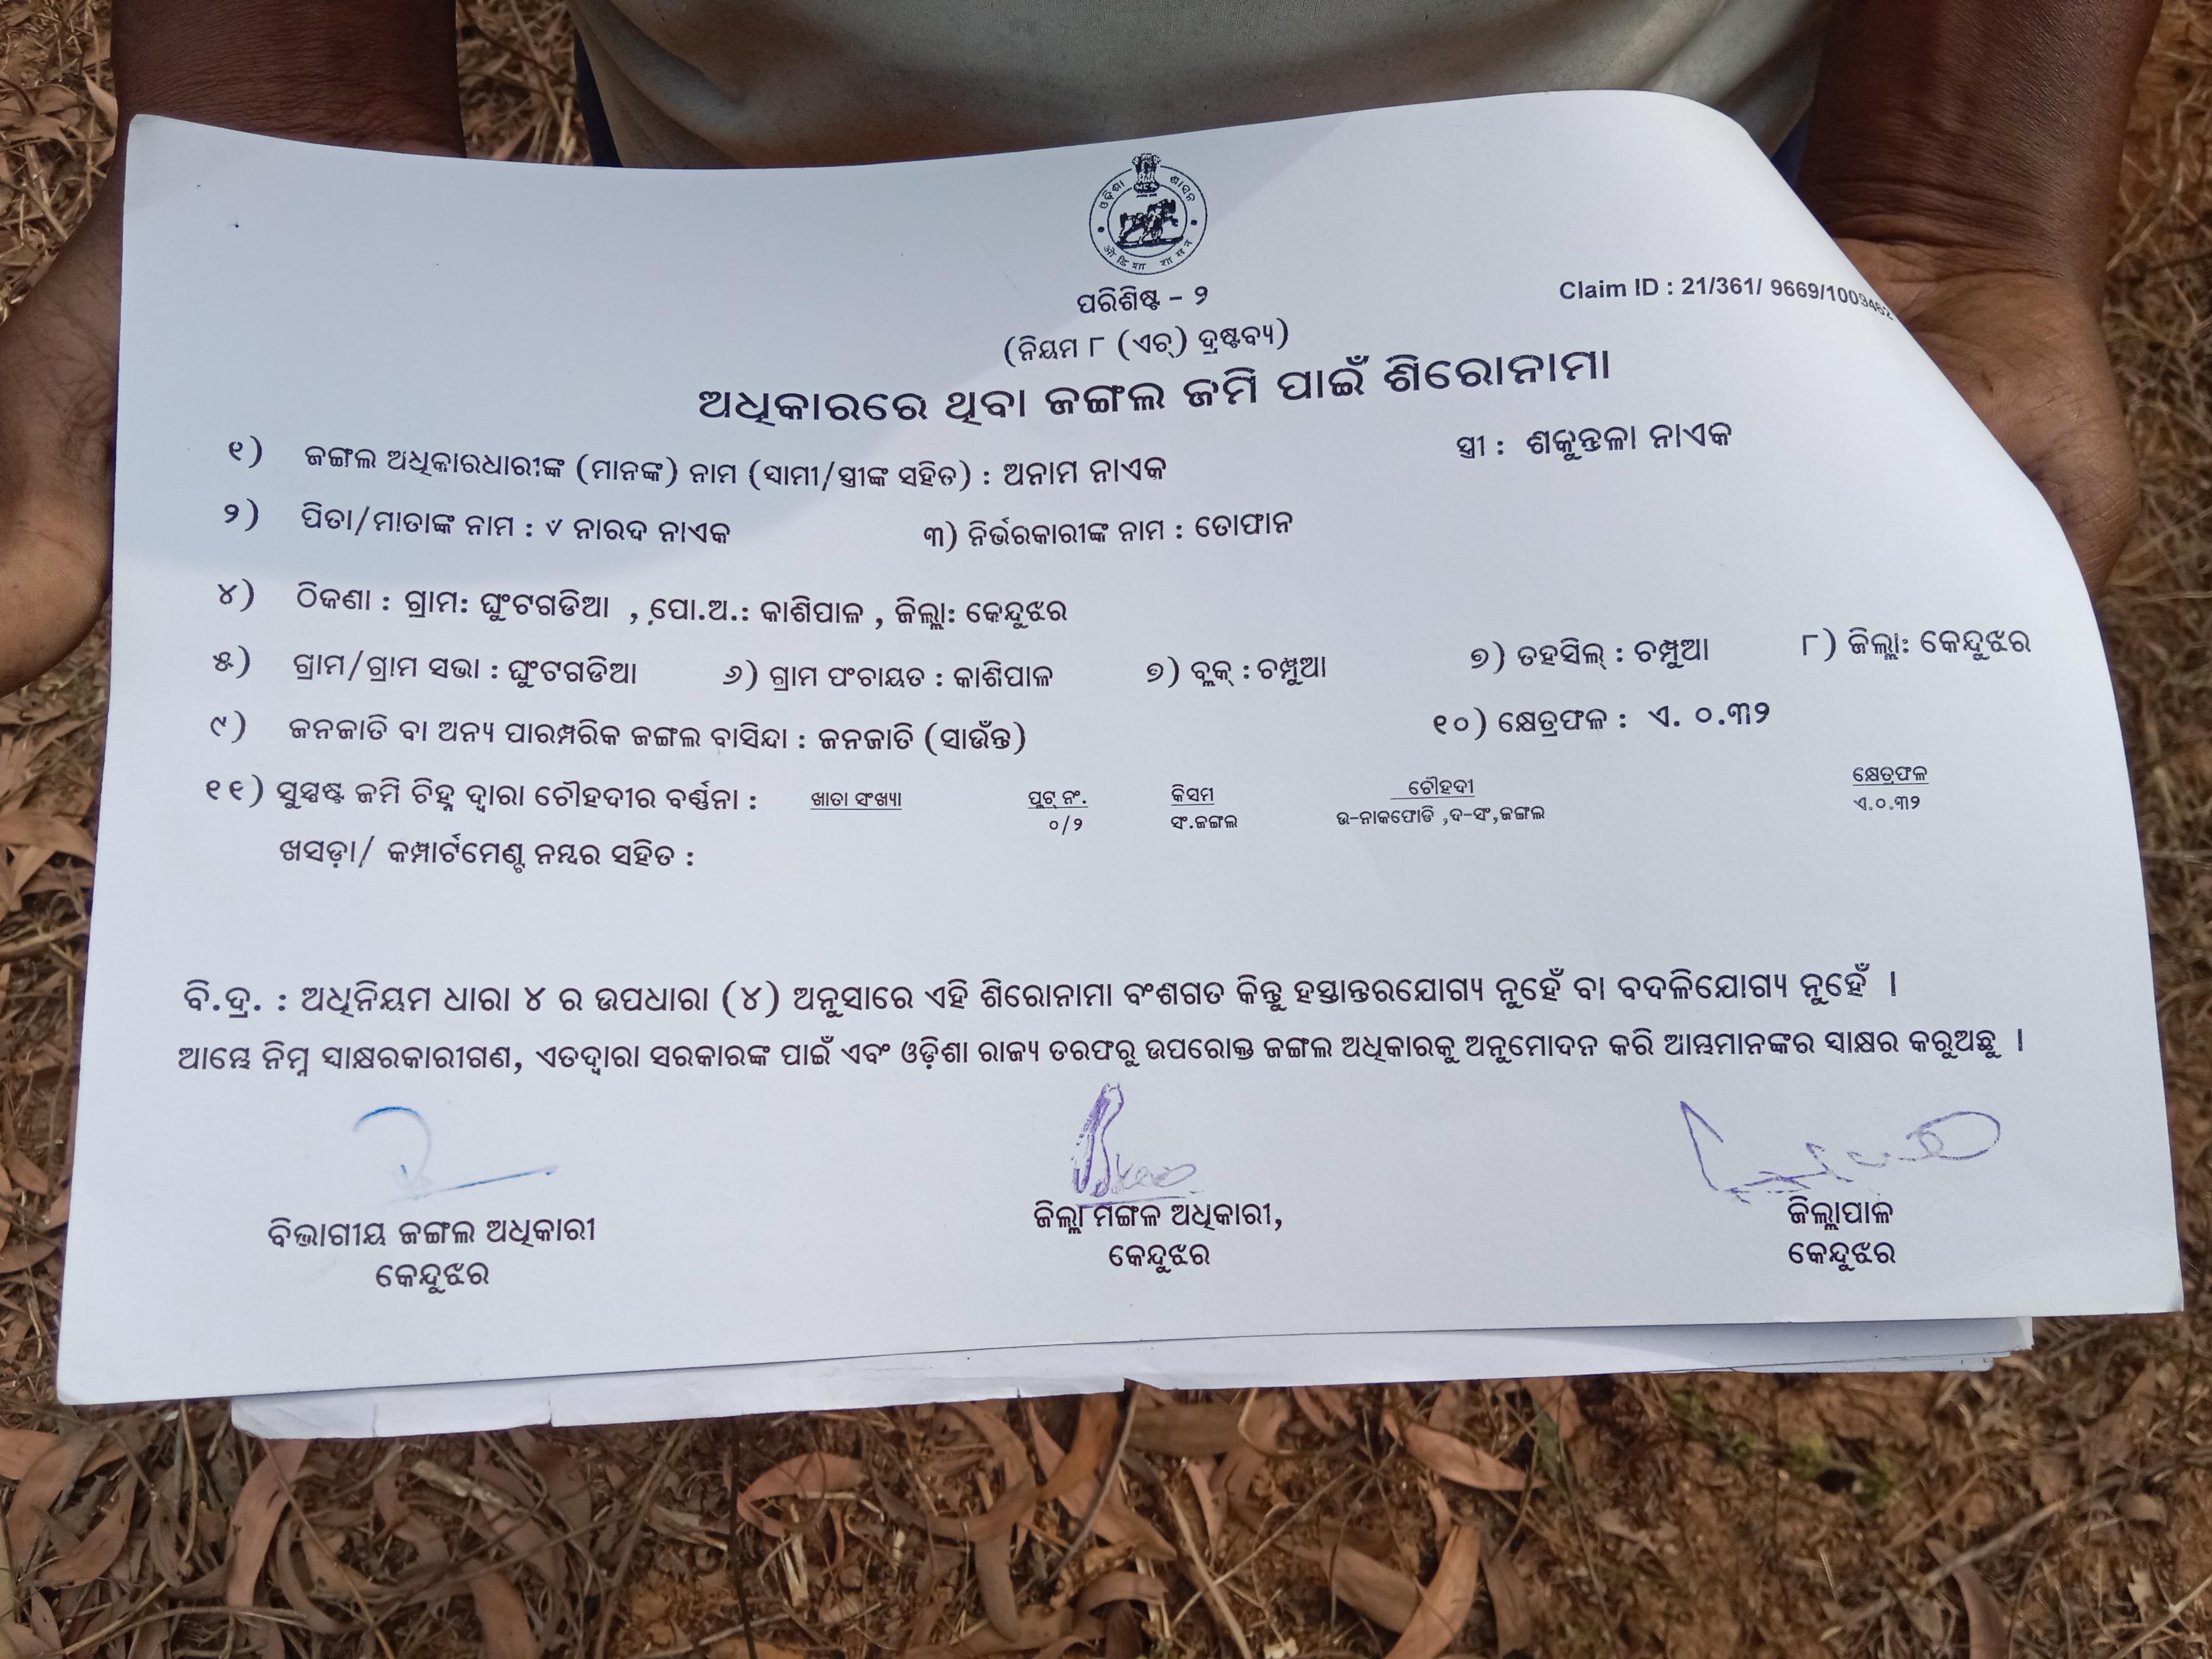 ଓଡ଼ିଶା ଶାସନ
ओडिशा शासन
ପରିଶିଷ୍ଟ - ୨
Claim ID : 21/361/ 9669/1009462
(ନିୟମ ୮ (ଏଚ୍) ଦ୍ରଷ୍ଟବ୍ୟ)
ଅଧିକାରରେ ଥିବା ଜଙ୍ଗଲ ଜମି ପାଇଁ ଶିରୋନାମା
୧) ଜଙ୍ଗଲ ଅଧିକାରଧାରୀଙ୍କ (ମାନଙ୍କ) ନାମ (ସ୍ଵାମୀ/ସ୍ତ୍ରୀଙ୍କ ସହିତ) : ଅନାମ ନାଏକ ସ୍ତ୍ରୀ : ଶକୁନ୍ତଳା ନାଏକ
୨) ପିତା/ମାତାଙ୍କ ନାମ : ୰ ନାରଦ ନାଏକ ୩) ନିର୍ଭରକାରୀଙ୍କ ନାମ : ତୋଫାନ
୪) ଠିକଣା : ଗ୍ରାମ: ଘୁଂଟଗଡିଆ , ପୋ.ଅ.: କାଶିପାଳ , ଜିଲ୍ଲା: କେନ୍ଦୁଝର
୫) ଗ୍ରାମ/ଗ୍ରାମ ସଭା : ଘୁଂଟଗଡିଆ ୬) ଗ୍ରାମ ପଂଚାୟତ : କାଶିପାଳ ୭) ବ୍ଲକ୍ : ଚମ୍ପୁଆ ୭) ତହସିଲ୍ : ଚମ୍ପୁଆ ୮) ଜିଲ୍ଲା: କେନ୍ଦୁଝର
୯) ଜନଜାତି ବା ଅନ୍ୟ ପାରମ୍ପରିକ ଜଙ୍ଗଲ ବାସିନ୍ଦା : ଜନଜାତି (ସାଉଁନ୍ତ) ୧୦) କ୍ଷେତ୍ରଫଳ : ଏ. ୦.୩୨
୧୧) ସୁସ୍ପଷ୍ଟ ଜମି ଚିହ୍ନ ଦ୍ଵାରା ଚୌହଦୀର ବର୍ଣ୍ଣନା : ଖାତା ସଂଖ୍ୟା ପ୍ଲଟ୍ ନଂ. କିସମ ଚୌହଦୀ କ୍ଷେତ୍ରଫଳ
୦/୨ ସଂ.ଜଙ୍ଗଲ ଉ-ନାକଫୋଡି ,ଦ-ସଂ,ଜଙ୍ଗଲ ଏ.୦.୩୨
ଖସଡ଼ା/ କମ୍ପାର୍ଟମେଣ୍ଟ ନମ୍ବର ସହିତ :
ବି.ଦ୍ର. : ଅଧିନିୟମ ଧାରା ୪ ର ଉପଧାରା (୪) ଅନୁସାରେ ଏହି ଶିରୋନାମା ବଂଶଗତ କିନ୍ତୁ ହସ୍ତାନ୍ତରଯୋଗ୍ୟ ନୁହେଁ ବା ବଦଳିଯୋଗ୍ୟ ନୁହେଁ ।
ଆମ୍ଭେ ନିମ୍ନ ସ୍ଵାକ୍ଷରକାରୀଗଣ, ଏତଦ୍ଵାରା ସରକାରଙ୍କ ପାଇଁ ଏବଂ ଓଡ଼ିଶା ରାଜ୍ୟ ତରଫରୁ ଉପରୋକ୍ତ ଜଙ୍ଗଲ ଅଧିକାରକୁ ଅନୁମୋଦନ କରି ଆମ୍ଭମାନଙ୍କର ସ୍ଵାକ୍ଷର କରୁଅଛୁ ।
ବିଭାଗୀୟ ଜଙ୍ଗଲ ଅଧିକାରୀ ଜିଲ୍ଲା ମଙ୍ଗଳ ଅଧିକାରୀ, ଜିଲ୍ଲାପାଳ
କେନ୍ଦୁଝର କେନ୍ଦୁଝର କେନ୍ଦୁଝର